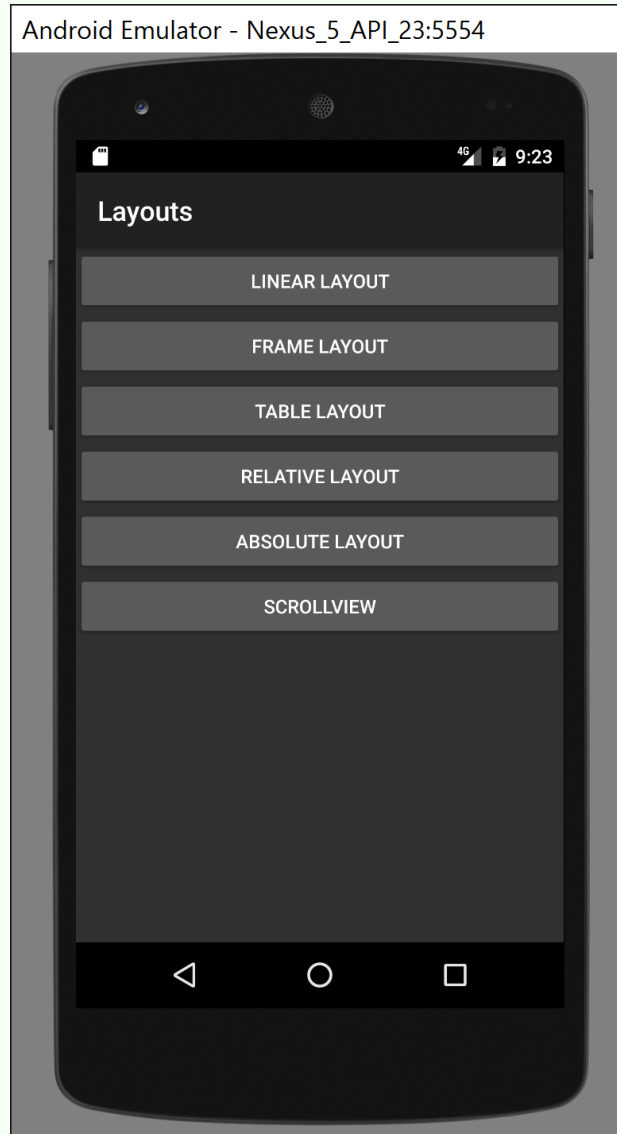 Android Emulator - Nexus_5_API_23:5554
4G 9:23
Layouts
LINEAR LAYOUT
FRAME LAYOUT
TABLE LAYOUT
RELATIVE LAYOUT
ABSOLUTE LAYOUT
SCROLLVIEW